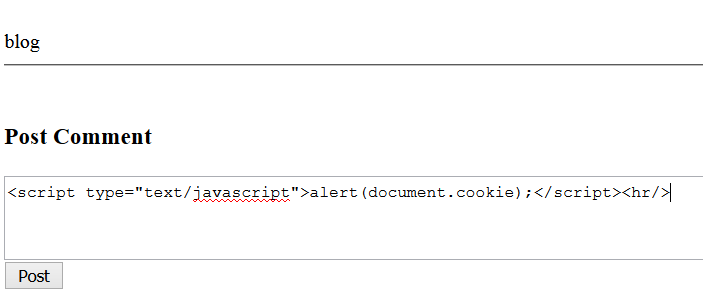 blog
Post Comment
<script type="text/javascript">alert(document.cookie);</script><hr/>
Post